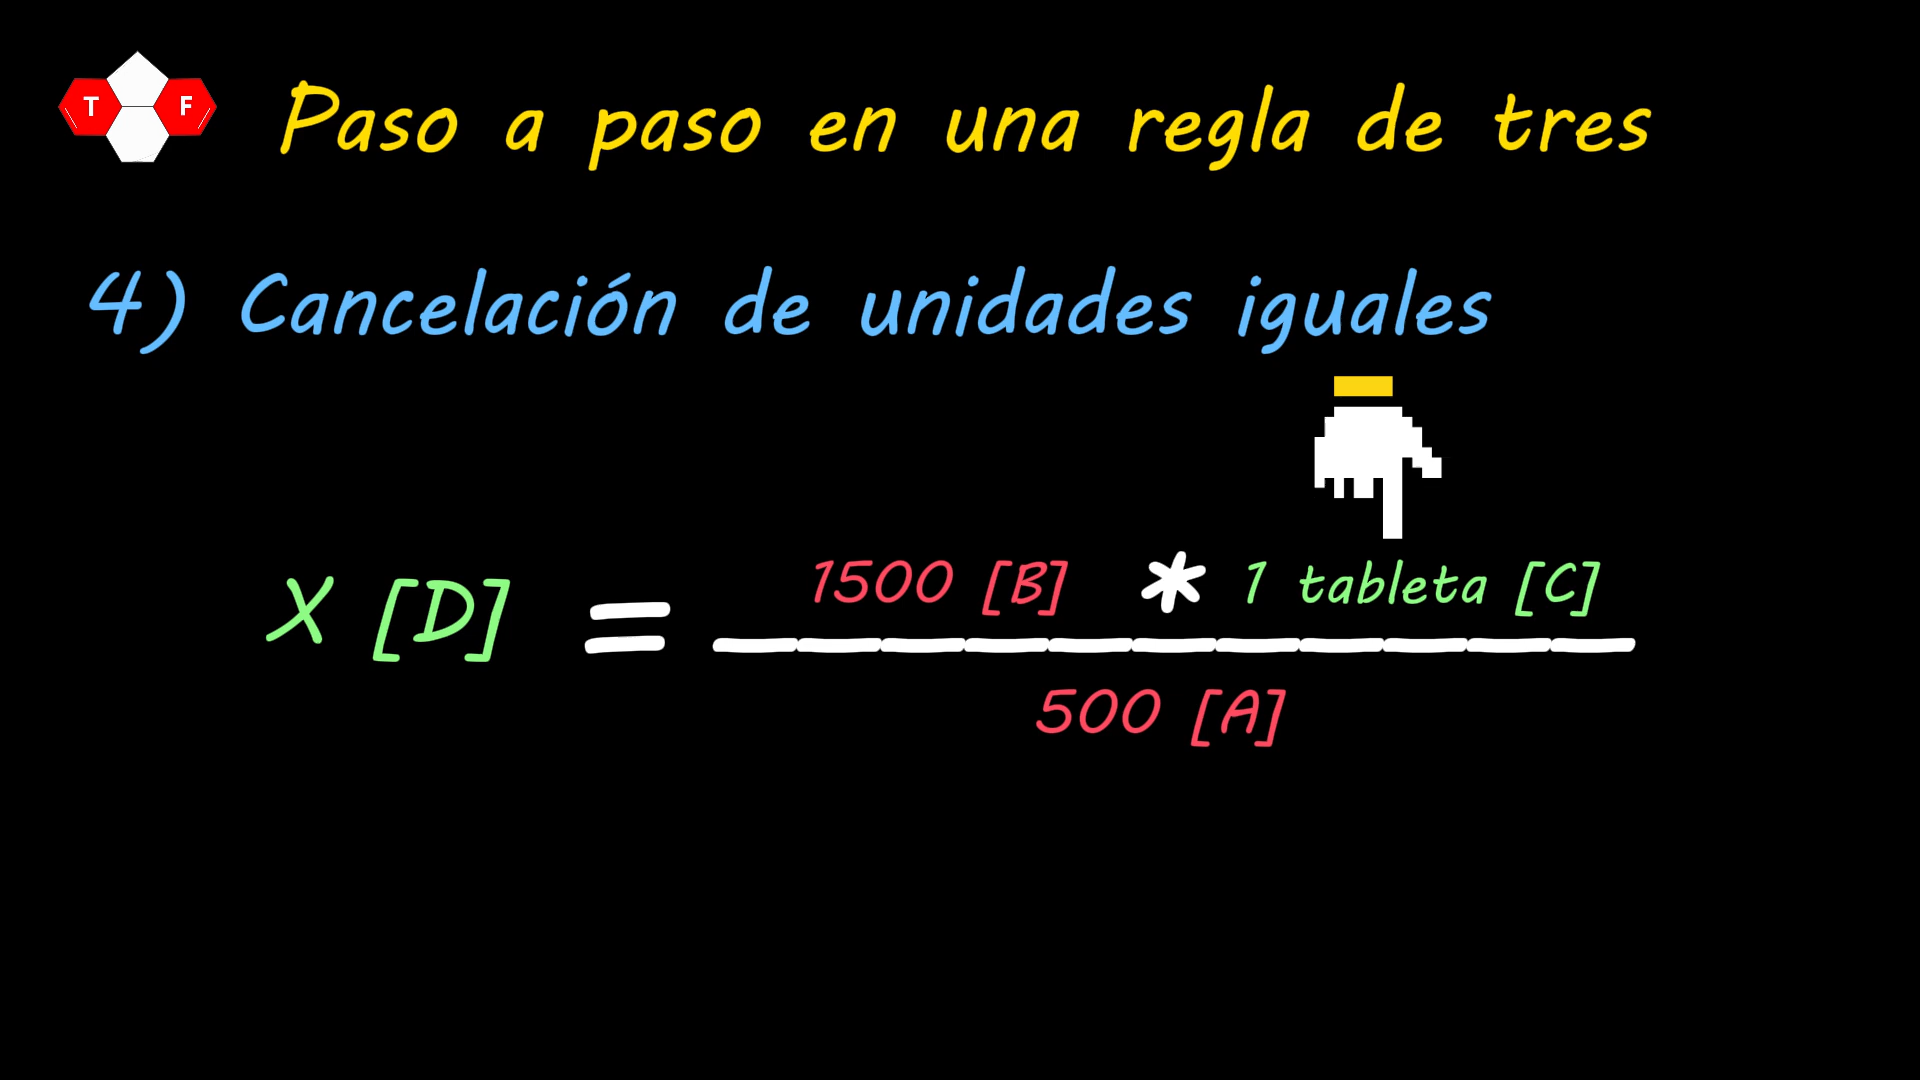 T F
Paso a paso en una regla de tres
4) Cancelación de unidades iguales
1500 [B] * 1 tableta [C]
X [D] =
500 [A]